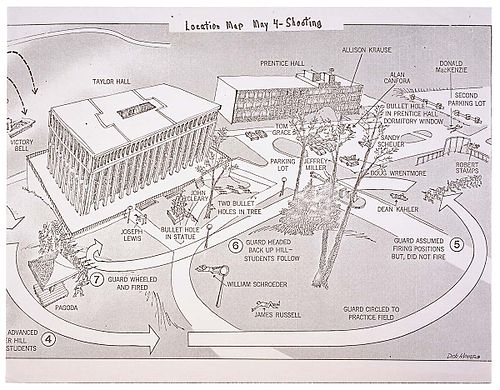 Location Map May 4-Shooting
ALLISON KRAUSE
PRENTICE HALL
ALAN
CANFORA
DONALD
MacKENZIE
TAYLOR HALL
SECOND
PARKING LOT
BULLET HOLE
IN PRENTICE HALL
DORMITORY WINDOW
TOM
GRACE
VICTORY
BELL
SANDY
SCHEUER
PARKING
LOT
JEFFREY
MILLER
ROBERT
STAMPS
DOUG WRENTMORE
JOHN
CLEARY
TWO BULLET
HOLES IN TREE
DEAN KAHLER
JOSEPH
LEWIS
BULLET HOLE
IN STATUE
6
GUARD HEADED
BACK UP HILL-
STUDENTS FOLLOW
GUARD ASSUMED
FIRING POSITIONS
BUT, DID NOT FIRE
5
7
GUARD WHEELED
AND FIRED
WILLIAM SCHROEDER
PAGODA
JAMES RUSSELL
GUARD CIRCLED TO
PRACTICE FIELD
ADVANCED
HILL
STUDENTS
4